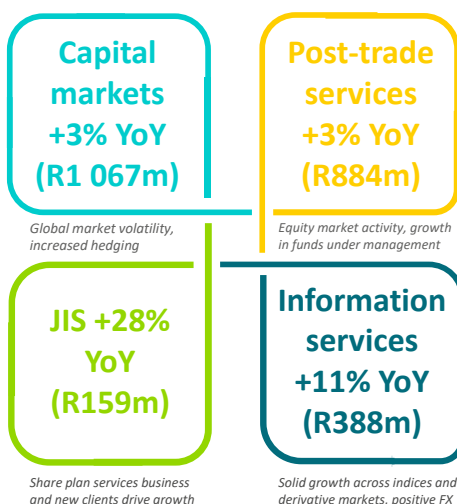 Capital
markets
+3% YoY
(R1 067m)
Global market volatility,
increased hedging
Post-trade
services
+3% YoY
(R884m)
Equity market activity, growth
in funds under management
JIS +28%
YoY
(R159m)
Share plan services business
and new clients drive growth
Information
services
+11% YoY
(R388m)
Solid growth across indices and
derivative markets, positive FX